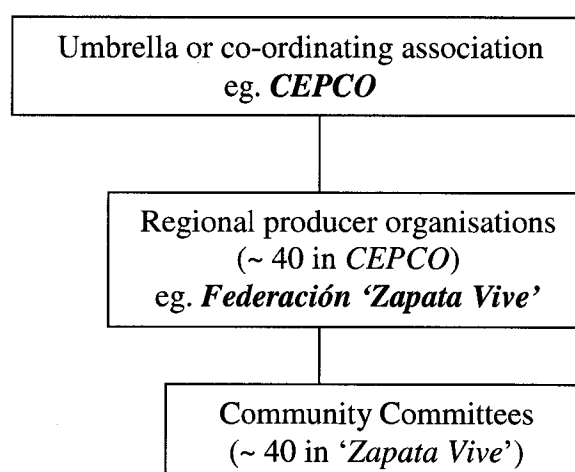 Umbrella or co-ordinating association
eg. CEPCO
Regional producer organisations
(~ 40 in CEPCO)
eg. Federación ‘Zapata Vive’
Community Committees
(~ 40 in ‘Zapata Vive’)